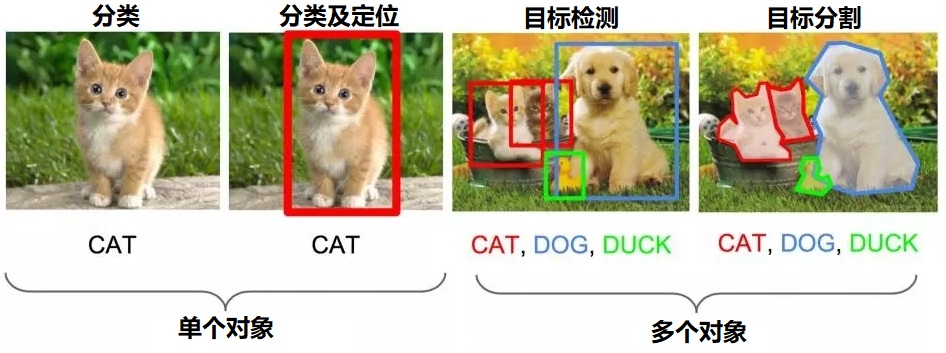 分类
分类及定位
目标检测
目标分割
CAT
CAT
CAT, DOG, DUCK
CAT, DOG, DUCK
单个对象
多个对象